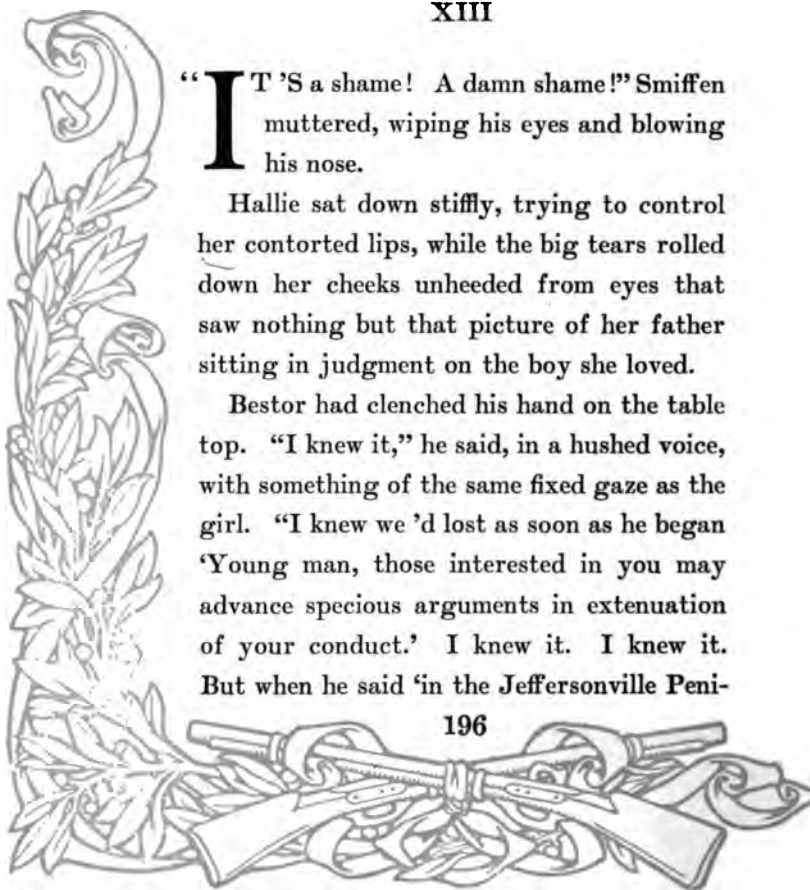 XIII
“IT ’S a shame! A damn shame!” Smiffen
muttered, wiping his eyes and blowing
his nose.
Hallie sat down stiffly, trying to control
her contorted lips, while the big tears rolled
down her cheeks unheeded from eyes that
saw nothing but that picture of her father
sitting in judgment on the boy she loved.
Bestor had clenched his hand on the table
top. “I knew it,” he said, in a hushed voice,
with something of the same fixed gaze as the
girl. “I knew we ’d lost as soon as he began
‘Young man, those interested in you may
advance specious arguments in extenuation
of your conduct.’ I knew it. I knew it.
But when he said ‘in the Jeffersonville Peni-
196